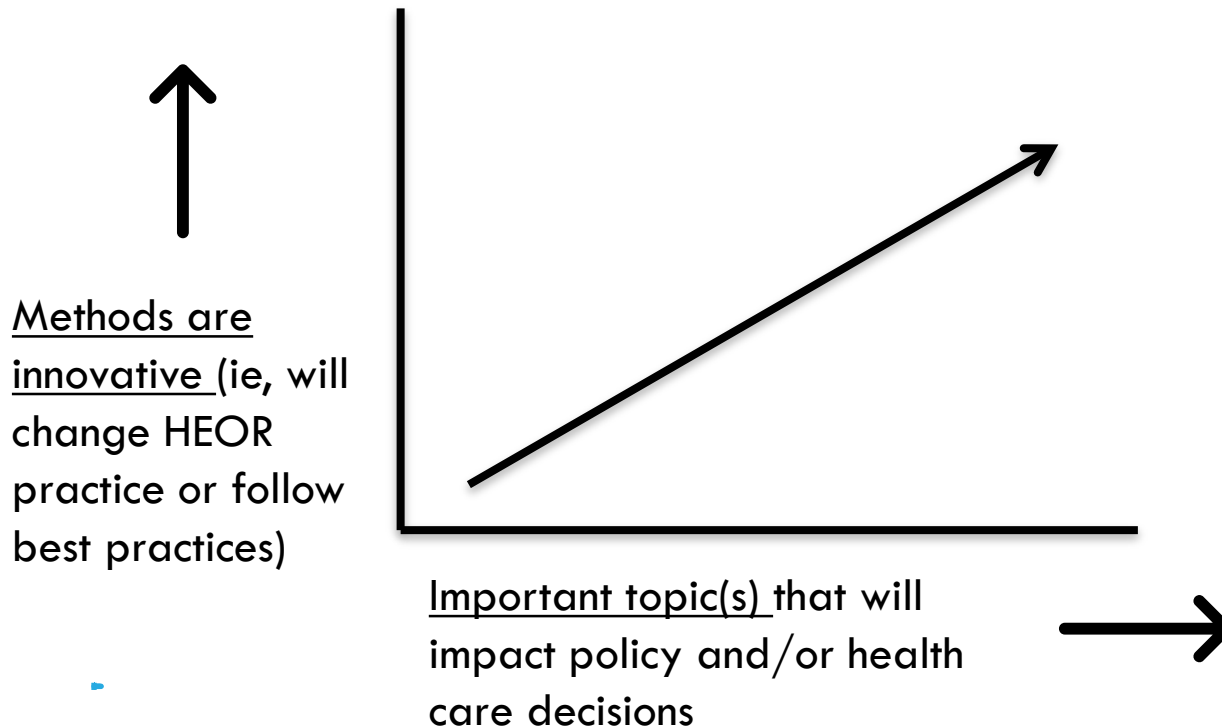 Methods are
innovative (ie, will
change HEOR
practice or follow
best practices)
Important topic(s) that will
impact policy and/or health
care decisions